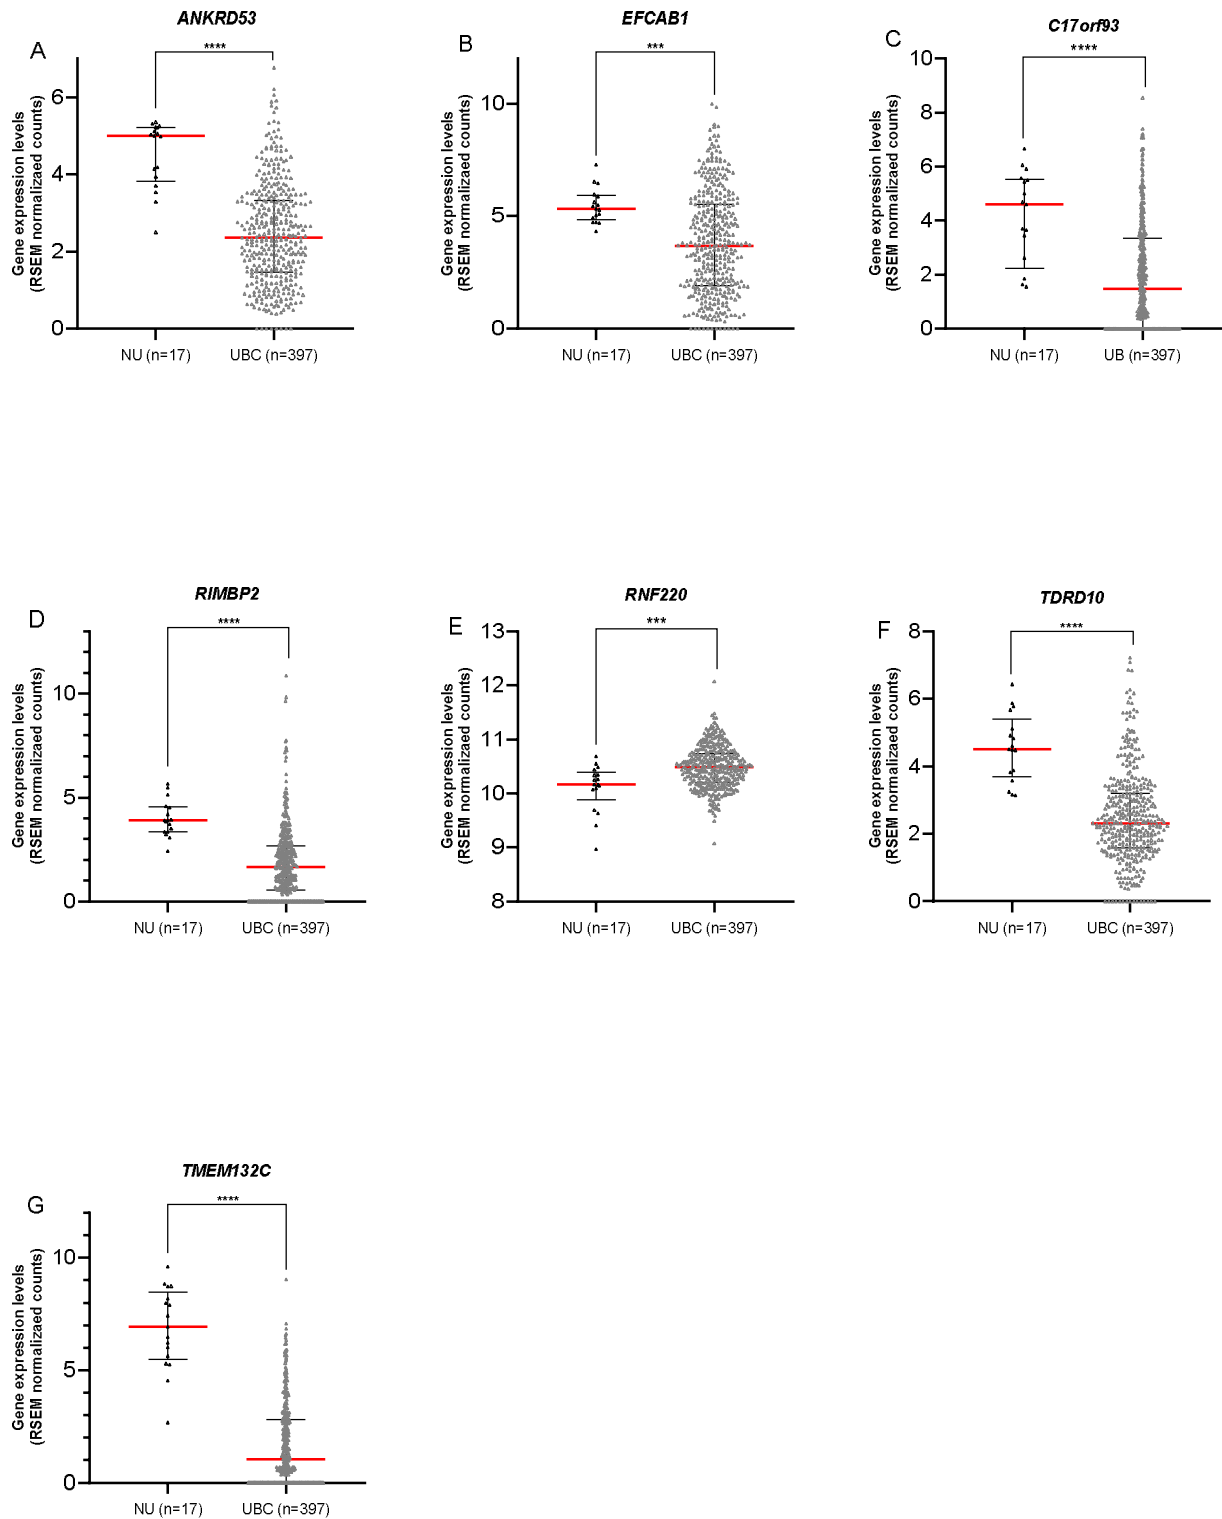 ANKRD53
A
****
Gene expression levels
(RSEM normalizaed counts)
6
4
2
0
NU (n=17)
UBC (n=397)
EFCAB1
B
***
Gene expression levels
(RSEM normalizaed counts)
10
5
0
NU (n=17)
UBC (n=397)
C17orf93
C
****
Gene expression levels
(RSEM normalizaed counts)
10
8
6
4
2
0
NU (n=17)
UB (n=397)
RIMBP2
D
****
Gene expression levels
(RSEM normalizaed counts)
10
5
0
NU (n=17)
UBC (n=397)
RNF220
E
***
Gene expression levels
(RSEM normalizaed counts)
13
12
11
10
9
8
NU (n=17)
UBC (n=397)
TDRD10
F
****
Gene expression levels
(RSEM normalizaed counts)
8
6
4
2
0
NU (n=17)
UBC (n=397)
TMEM132C
G
****
Gene expression levels
(RSEM normalizaed counts)
10
5
0
NU (n=17)
UBC (n=397)